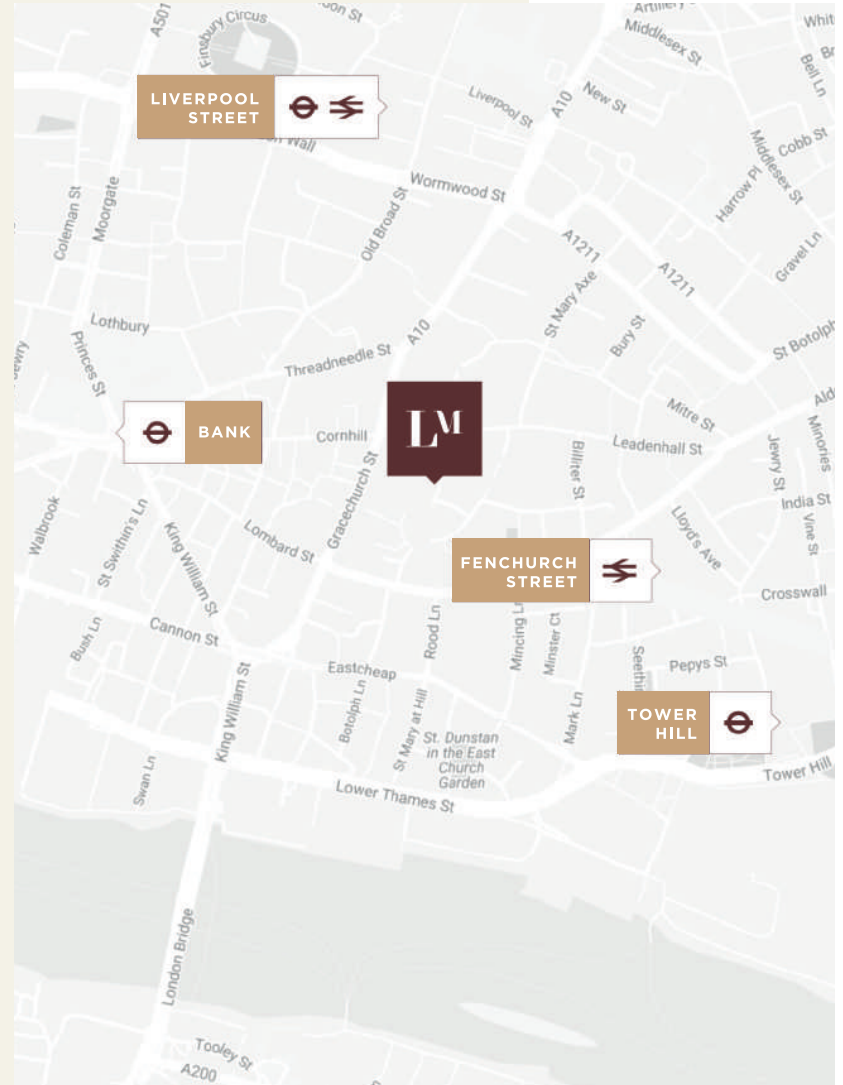 A501
Finsbury Circus
Artillery
Middlesex St
Whit
Bell Ln
LIVERPOOL
STREET
Liverpool St
A10
New St
Cobb St
Middlesex St
Harrow Pl
Wall
Wormwood St
Coleman St
Moorgate
Old Broad St
A1211
A1211
Gravel Ln
St Mary Axe
Bury St
Lothbury
A10
Princes St
Threadneedle St
St Botolph
Mitre St
LM
BANK
Cornhill
Gracechurch St
Leadenhall St
Billiter St
Jewry St
Minories
India St
Vine St
Walbrook
St Swithin's Ln
King William St
Lombard St
Lloyd's Ave
FENCHURCH
STREET
Crosswall
Bush Ln
Cannon St
Rood Ln
Mincing Ln
Minster Ct
Eastcheap
Pepys St
Seething
King William St
Botolph Ln
St Mary at Hill
Mark Ln
TOWER
HILL
St. Dunstan
in the East
Church
Garden
Swan Ln
Lower Thames St
Tower Hill
London Bridge
Tooley St
A200